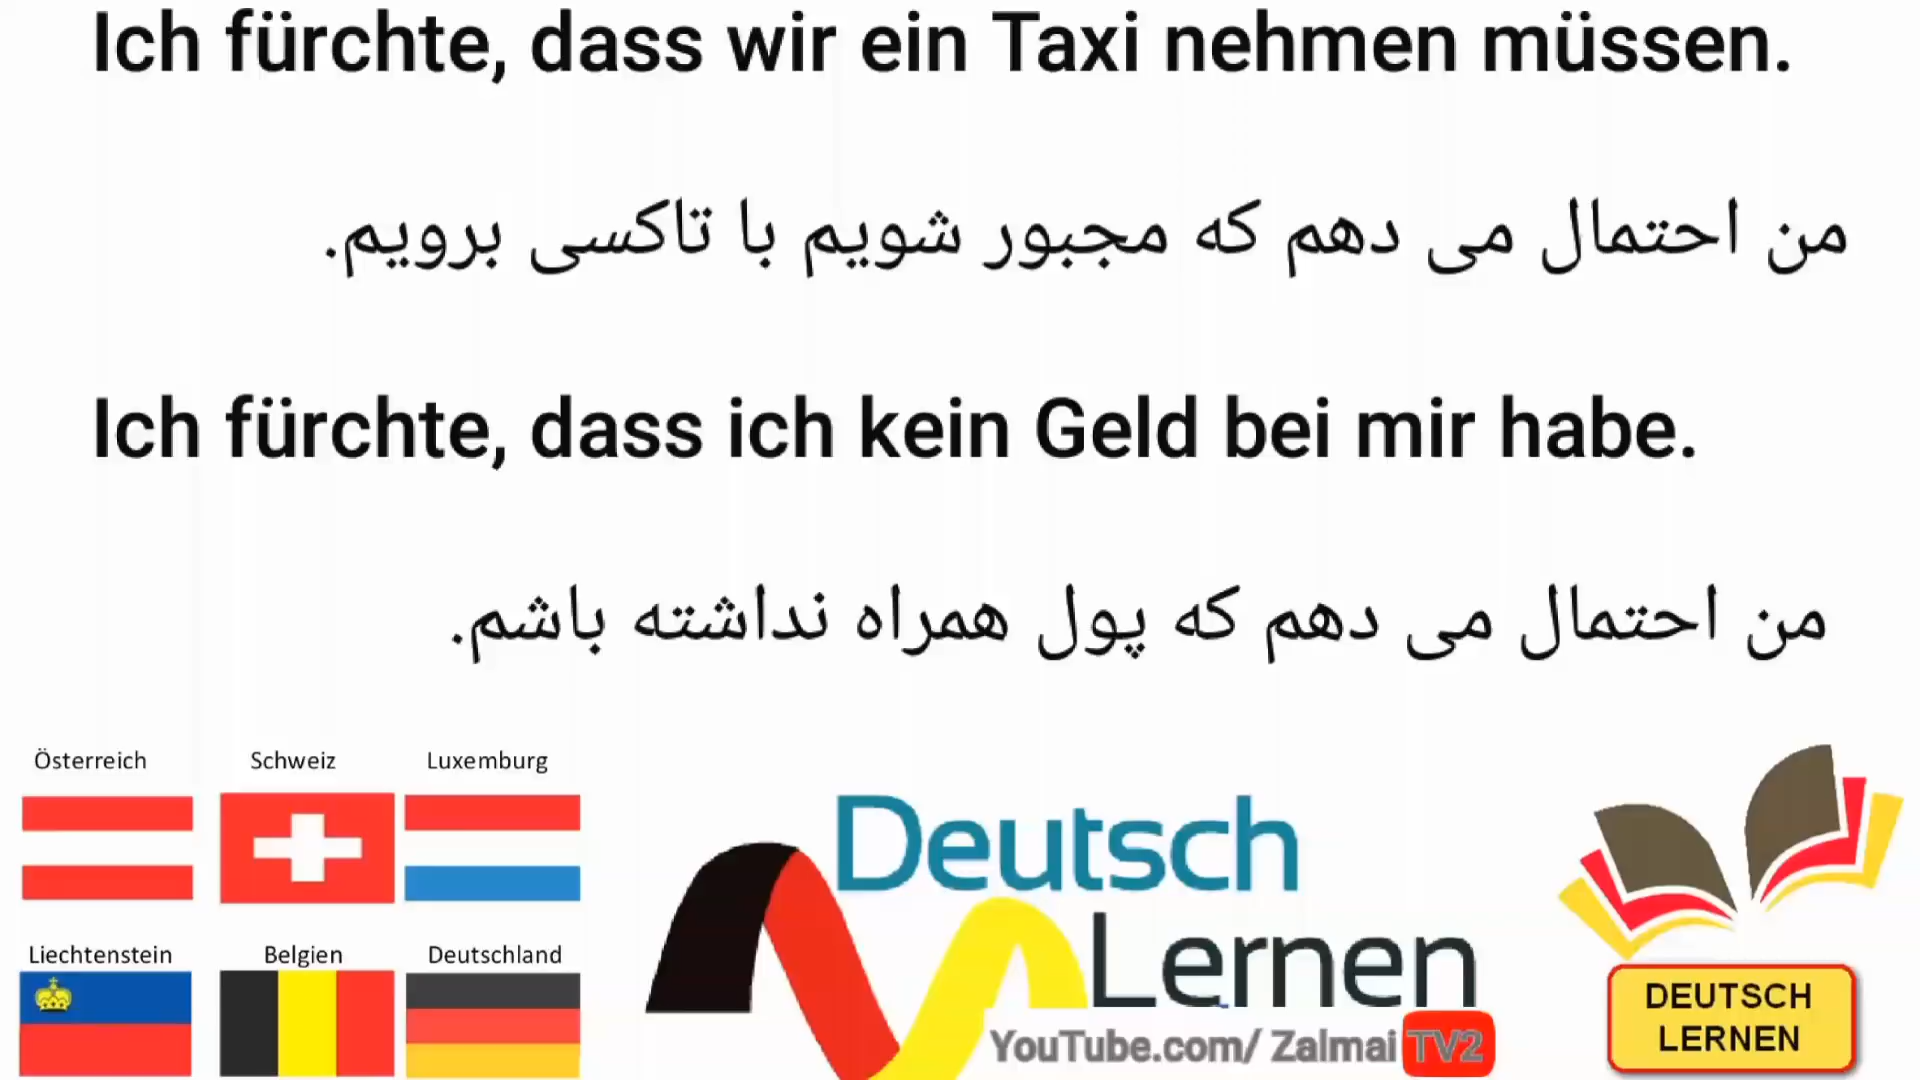 Ich fürchte, dass wir ein Taxi nehmen müssen.
من احتمال می دهم که مجبور شویم با تاکسی برویم.
Ich fürchte, dass ich kein Geld bei mir habe.
من احتمال می دهم که پول همراه نداشته باشم.
Österreich Schweiz Luxemburg
Liechtenstein Belgien Deutschland
Deutsch
Lernen
YouTube.com/ Zalmai TV2
DEUTSCH
LERNEN